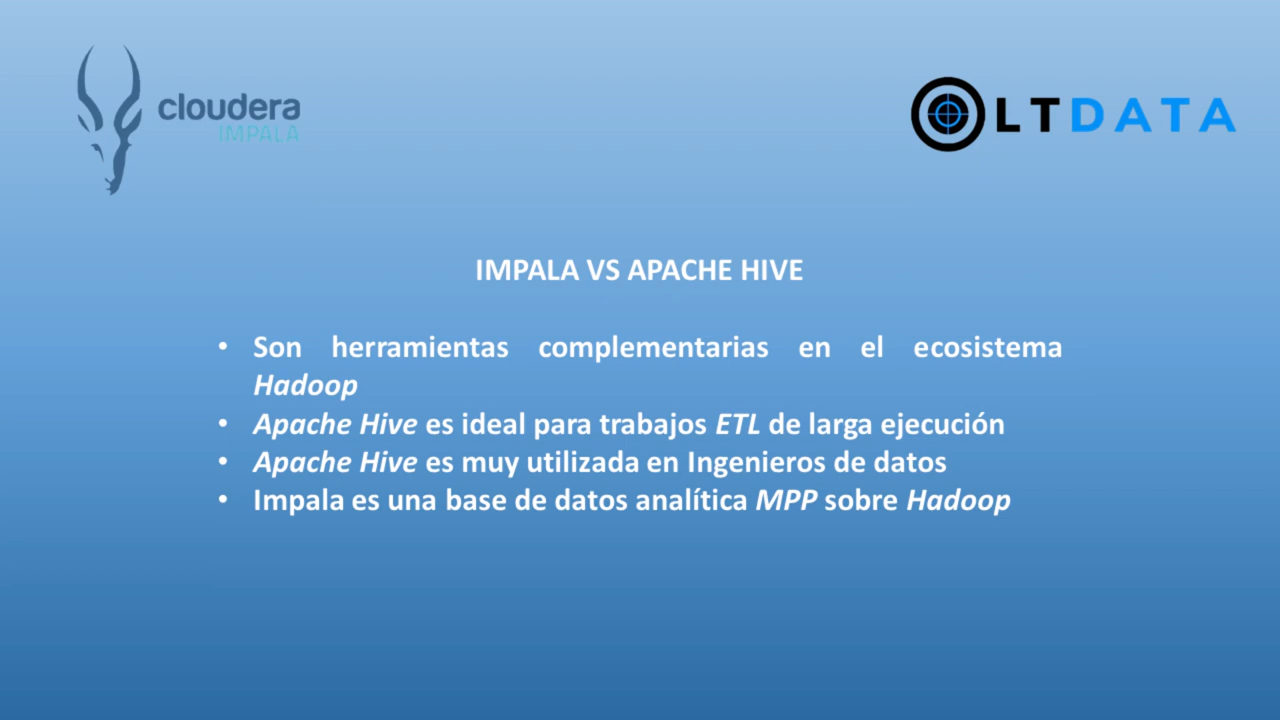 cloudera
IMPALA
LTDATA
IMPALA VS APACHE HIVE
• Son herramientas complementarias en el ecosistema
Hadoop
• Apache Hive es ideal para trabajos ETL de larga ejecución
• Apache Hive es muy utilizada en Ingenieros de datos
• Impala es una base de datos analítica MPP sobre Hadoop